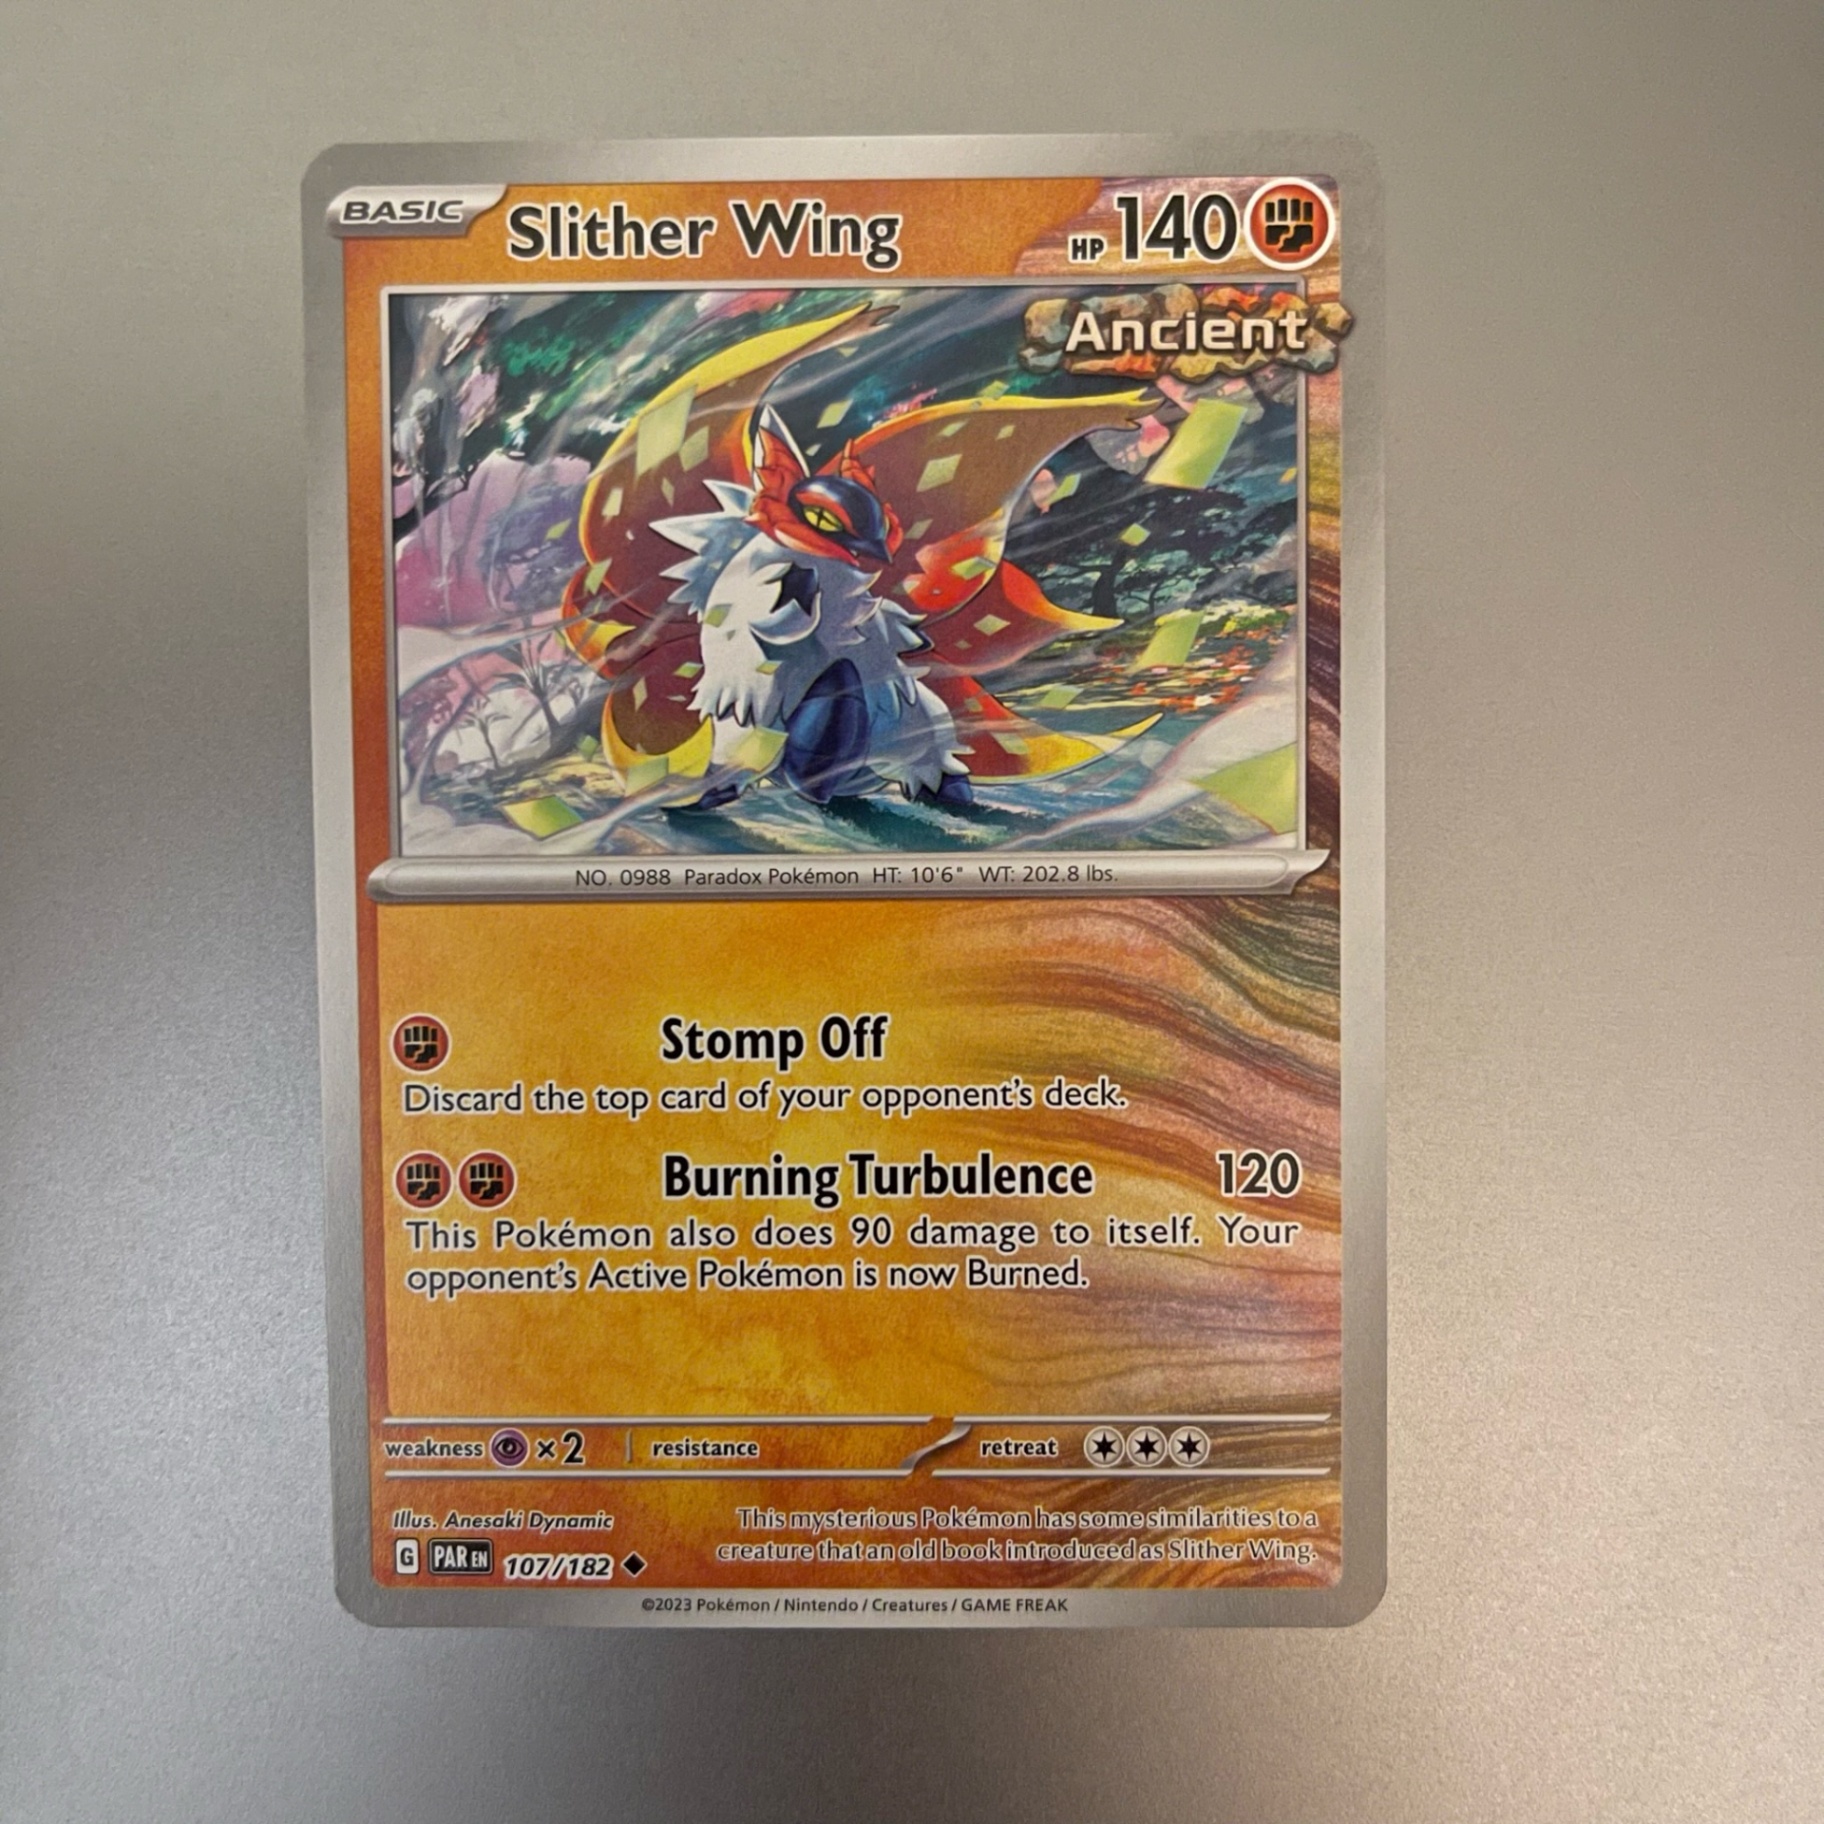 BASIC
Slither Wing
HP 140
Ancient
NO. 0988 Paradox Pokémon HT: 10'6" WT: 202.8 lbs.
Stomp Off
Discard the top card of your opponent's deck.
Burning Turbulence 120
This Pokémon also does 90 damage to itself. Your
opponent's Active Pokémon is now Burned.
weakness ×2 resistance retreat
Illus. Anesaki Dynamic
G PAR EN 107/182
This mysterious Pokémon has some similarities to a
creature that an old book introduced as Slither Wing.
©2023 Pokémon / Nintendo / Creatures / GAME FREAK